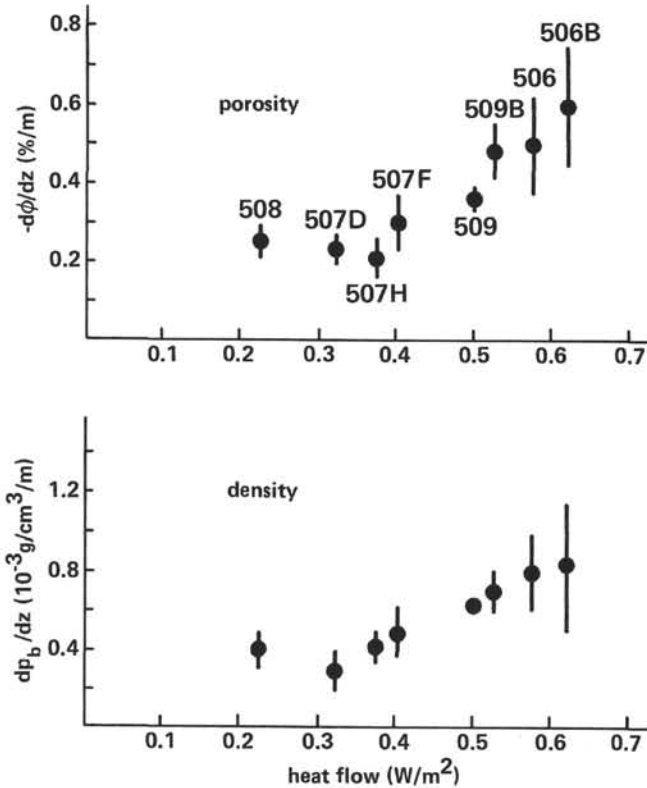 0.8
506B
506
porosity
0.6
509B
-dϕ/dz (%/m)
507F
0.4
508
507D
509
0.2
507H
0.1 0.2 0.3 0.4 0.5 0.6 0.7
1.2
density
dp_b/dz (10⁻³g/cm³/m)
0.8
0.4
0.1 0.2 0.3 0.4 0.5 0.6 0.7
heat flow (W/m²)